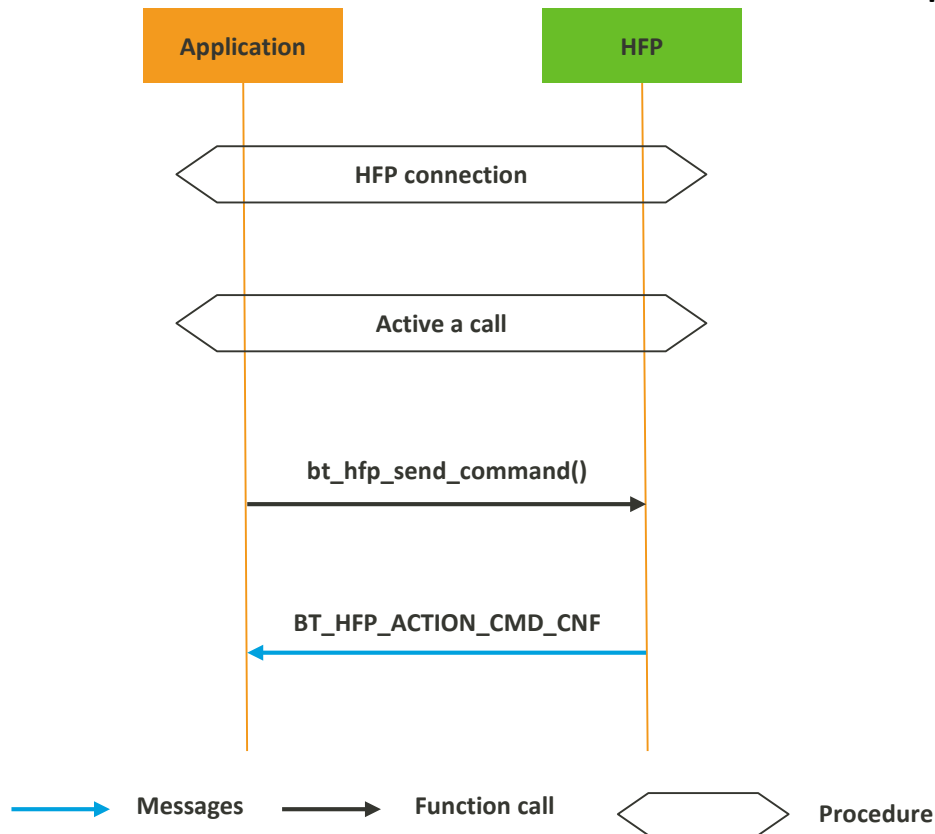 Application
HFP
HFP connection
Active a call
bt_hfp_send_command()
BT_HFP_ACTION_CMD_CNF
Messages
Function call
Procedure